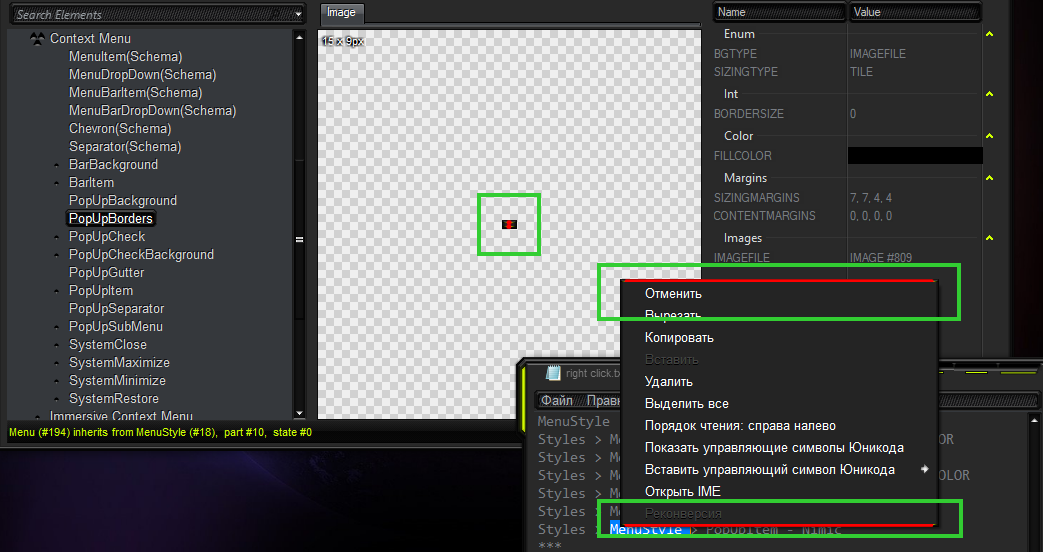 Search Elements
Context Menu
MenuItem(Schema)
MenuDropDown(Schema)
MenuBarItem(Schema)
MenuBarDropDown(Schema)
Chevron(Schema)
Separator(Schema)
BarBackground
BarItem
PopUpBackground
PopUpBorders
PopUpCheck
PopUpCheckBackground
PopUpGutter
PopUpItem
PopUpSeparator
PopUpSubMenu
SystemClose
SystemMaximize
SystemMinimize
SystemRestore
Immersive Context Menu
Menu (#194) inherits from MenuStyle (#18), part #10, state #0
Image
15 x 9px
Name Value
Enum
BGTYPE IMAGEFILE
SIZINGTYPE TILE
Int
BORDERSIZE 0
Color
FILLCOLOR
Margins
SIZINGMARGINS 7, 7, 4, 4
CONTENTMARGINS 0, 0, 0, 0
Images
IMAGEFILE IMAGE #809
Отменить
Вырезать
Копировать
Вставить
Удалить
Выделить все
Порядок чтения: справа налево
Показать управляющие символы Юникода
Вставить управляющий символ Юникода
Открыть IME
Реконверсия
right click.
Файл
MenuStyle
Styles > OR
Styles >
Styles > OLOR
Styles >
Styles >
Styles > MenuStyle > PopUpItem - Nimic
***